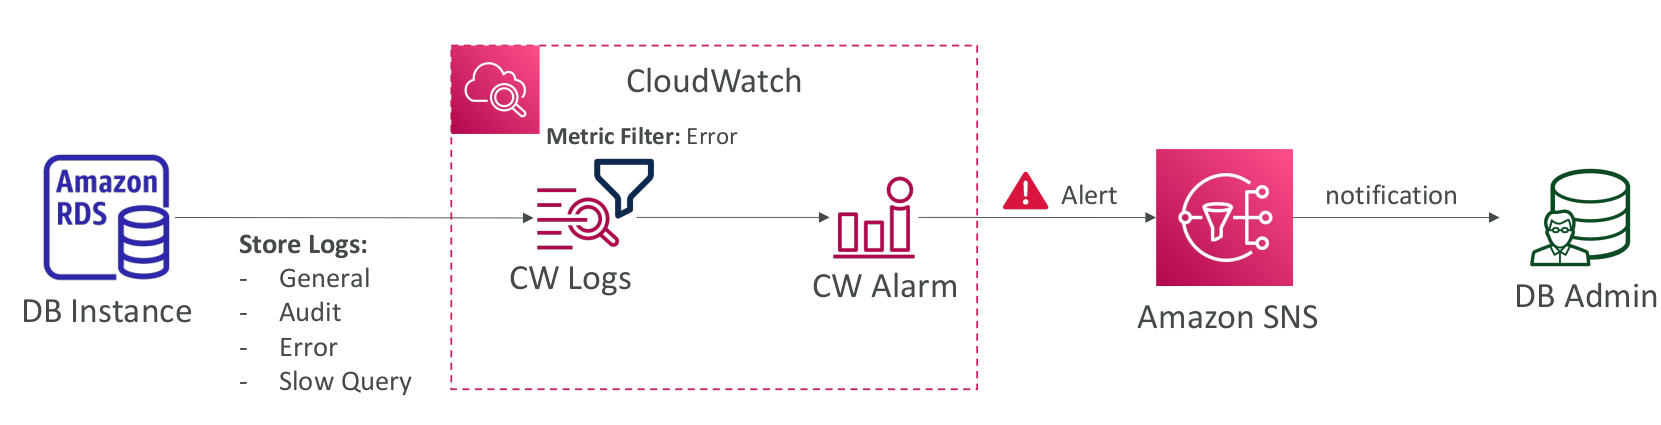 CloudWatch
Metric Filter: Error
Amazon
RDS
DB Instance
Store Logs:
- General
- Audit
- Error
- Slow Query
CW Logs
CW Alarm
Alert
Amazon SNS
notification
DB Admin